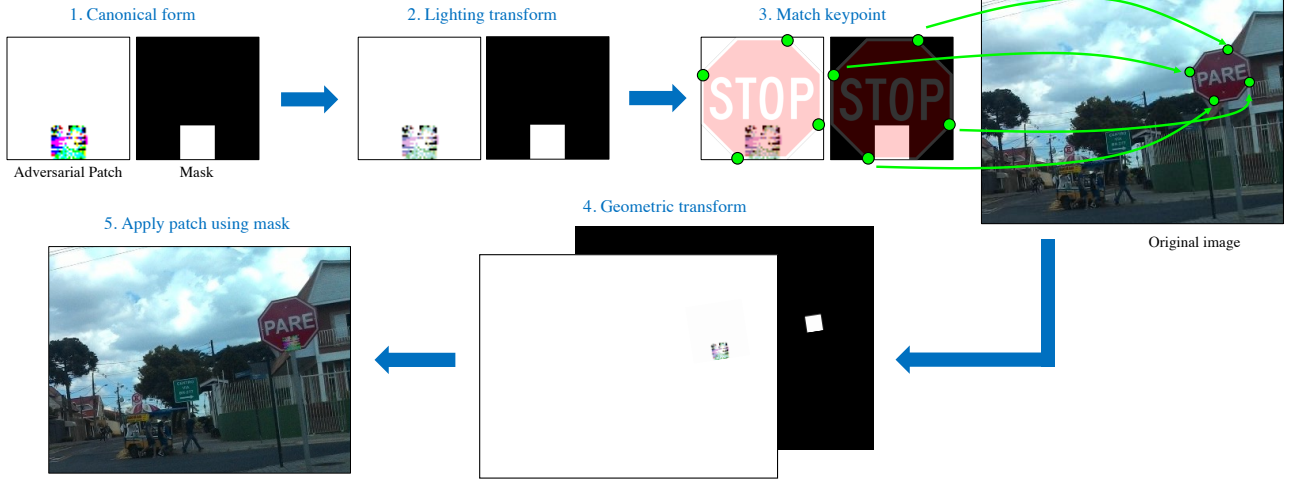 1. Canonical form
2. Lighting transform
3. Match keypoint
STOP
STOP
PARE
Adversarial Patch
Mask
Original image
4. Geometric transform
5. Apply patch using mask
PARE